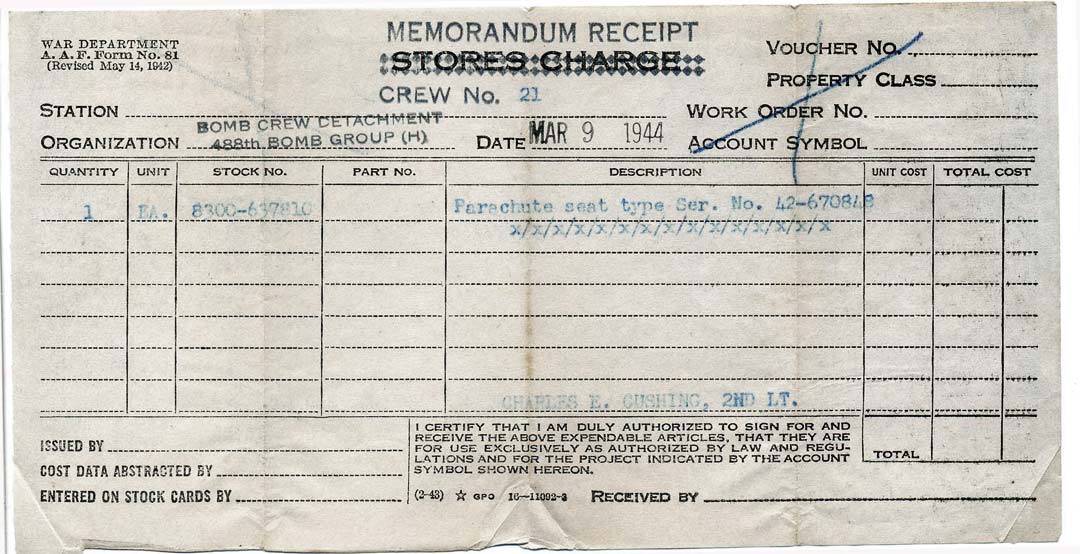 WAR DEPARTMENT
A. A. F. Form No. 81
(Revised May 14, 1942)
MEMORANDUM RECEIPT
STORES CHARGE
CREW No. 21
VOUCHER No.
PROPERTY CLASS
STATION
WORK ORDER No.
ORGANIZATION BOMB CREW DETACHMENT
488th BOMB GROUP (H)
DATE MAR 9 1944
ACCOUNT SYMBOL
QUANTITY UNIT STOCK No. PART No. DESCRIPTION UNIT COST TOTAL COST
1 EA. 8300-637810 Parachute seat type Ser. No. 42-670848
x/x/x/x/x/x/x/x/x/x/x/x/x/x/x
CHARLES E. CUSHING, 2ND LT.
ISSUED BY
COST DATA ABSTRACTED BY
ENTERED ON STOCK CARDS BY
I CERTIFY THAT I AM DULY AUTHORIZED TO SIGN FOR AND
RECEIVE THE ABOVE EXPENDABLE ARTICLES, THAT THEY ARE
FOR USE EXCLUSIVELY AS AUTHORIZED BY LAW AND REGU-
LATIONS AND FOR THE PROJECT INDICATED BY THE ACCOUNT
SYMBOL SHOWN HEREON.
TOTAL
(2-43) ☆ GPO 16—11092-3 RECEIVED BY